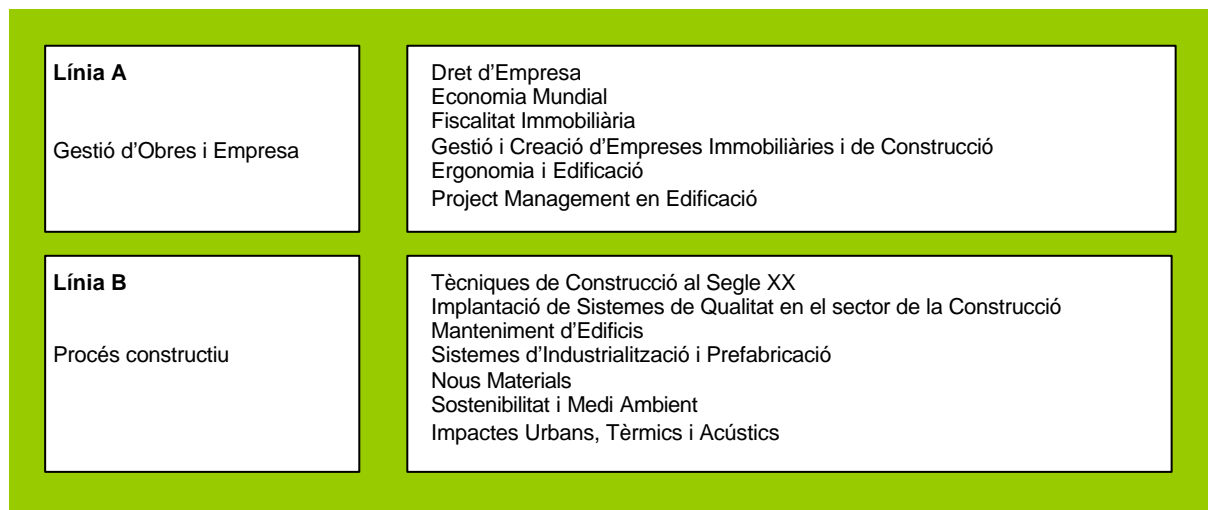 Línia A
Gestió d’Obres i Empresa
Dret d’Empresa
Economia Mundial
Fiscalitat Immobiliària
Gestió i Creació d’Empreses Immobiliàries i de Construcció
Ergonomia i Edificació
Project Management en Edificació
Línia B
Procés constructiu
Tècniques de Construcció al Segle XX
Implantació de Sistemes de Qualitat en el sector de la Construcció
Manteniment d’Edificis
Sistemes d’Industrialització i Prefabricació
Nous Materials
Sostenibilitat i Medi Ambient
Impactes Urbans, Tèrmics i Acústics